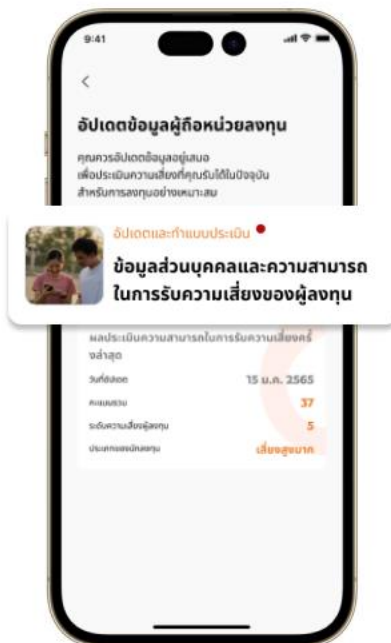 9:41
อัปเดตข้อมูลผู้ถือหน่วยลงทุน
คุณควรอัปเดตข้อมูลอยู่เสมอ
เพื่อประเมินความเสี่ยงที่คุณรับได้ในปัจจุบัน
สำหรับการลงทุนอย่างเหมาะสม
อัปเดตและทำแบบประเมิน
ข้อมูลส่วนบุคคลและความสามารถ
ในการรับความเสี่ยงของผู้ลงทุน
ผลประเมินความสามารถในการรับความเสี่ยงครั้
งล่าสุด
วันที่อัปเดต 15 ม.ค. 2565
คะแนนรวม 37
ระดับความเสี่ยงผู้ลงทุน 5
ประเภทของนักลงทุน เสี่ยงสูงมาก